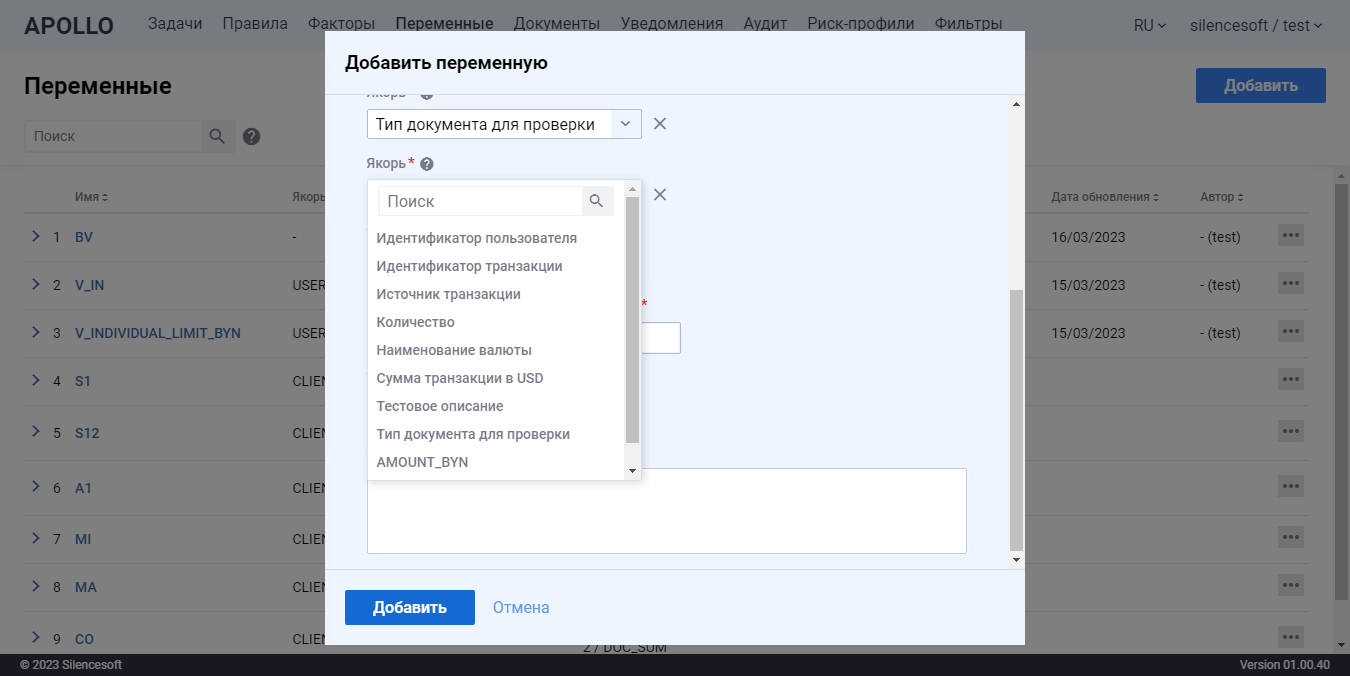 APOLLO Задачи Правила Факторы Переменные Документы Уведомления Аудит Риск-профили Фильтры RU silencesoft / test
Переменные
Добавить
Поиск
Имя
Якорь
Дата обновления Автор
1 BV - 16/03/2023 - (test)
2 V_IN USER 15/03/2023 - (test)
3 V_INDIVIDUAL_LIMIT_BYN USER 15/03/2023 - (test)
4 S1 CLIEN
5 S12 CLIEN
6 A1 CLIEN
7 MI CLIEN
8 MA CLIEN
9 CO CLIEN
2 / DOC_SUM
Добавить переменную
Якорь
Тип документа для проверки
Якорь*
Поиск
Идентификатор пользователя
Идентификатор транзакции
Источник транзакции
Количество
Наименование валюты
Сумма транзакции в USD
Тестовое описание
Тип документа для проверки
AMOUNT_BYN
*
Добавить Отмена
© 2023 Silencesoft Version 01.00.40